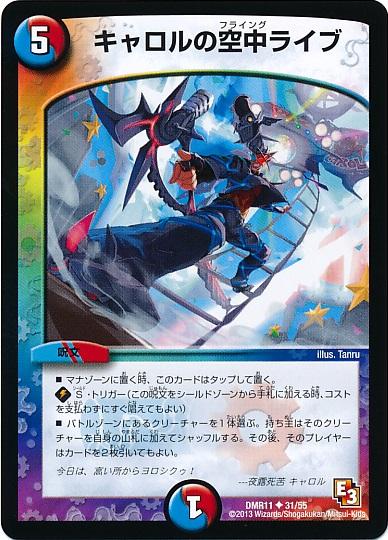 5
フライング
キャロルの空中ライブ
呪文
illus. Tanru
■ マナゾーンに置く時、このカードはタップして置く。
S・トリガー(この呪文をシールドゾーンから手札に加える時、コスト
を支払わずにすぐ唱えてもよい)
■ バトルゾーンにあるクリーチャーを1体選ぶ。持ち主はそのクリ
ーチャーを自身の山札に加えてシャッフルする。その後、そのプレイヤー
はカードを2枚引いてもよい。
今日は、高い所からヨロシクゥ!
---夜露死苦 キャロル
1
E3
DMR11 ♦ 31/55
©2013 Wizards/Shogakukan/Mitsui-Kids